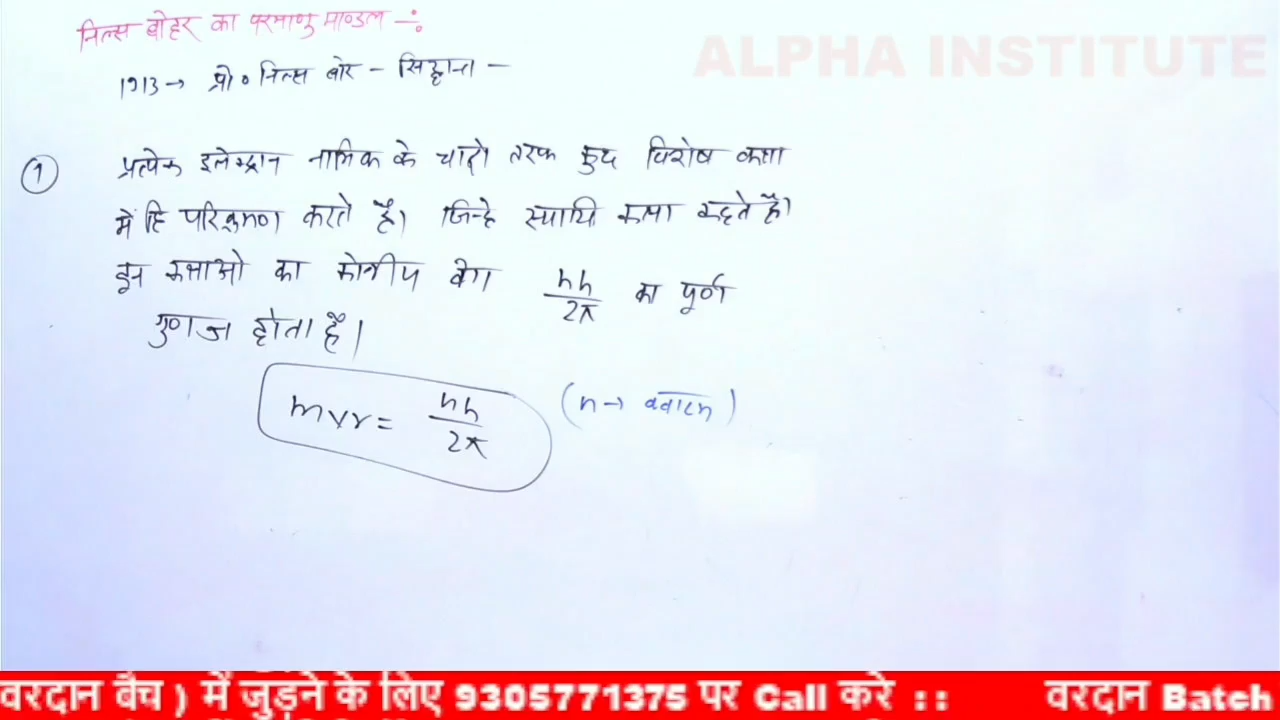 निल्स बोहर का परमाणु माण्डल -:
ALPHA INSTITUTE
1913→ प्रो० निल्स बोर - सिद्धान्त -
1 प्रत्येक इलेक्ट्रान नाभिक के चारो तरफ कुछ विशेष कक्षा
में हि परिक्रमण करते है। जिन्हे स्थायि कक्षा कहते है।
इन कक्षाओ का कोणीय वेग nh/2π का पूर्ण
गुणज होता है।
mvr = nh/2π (n→ क्वाटम)
वरदान वैच ) में जुड़ने के लिए 9305771375 पर Call करे : : वरदान Batch